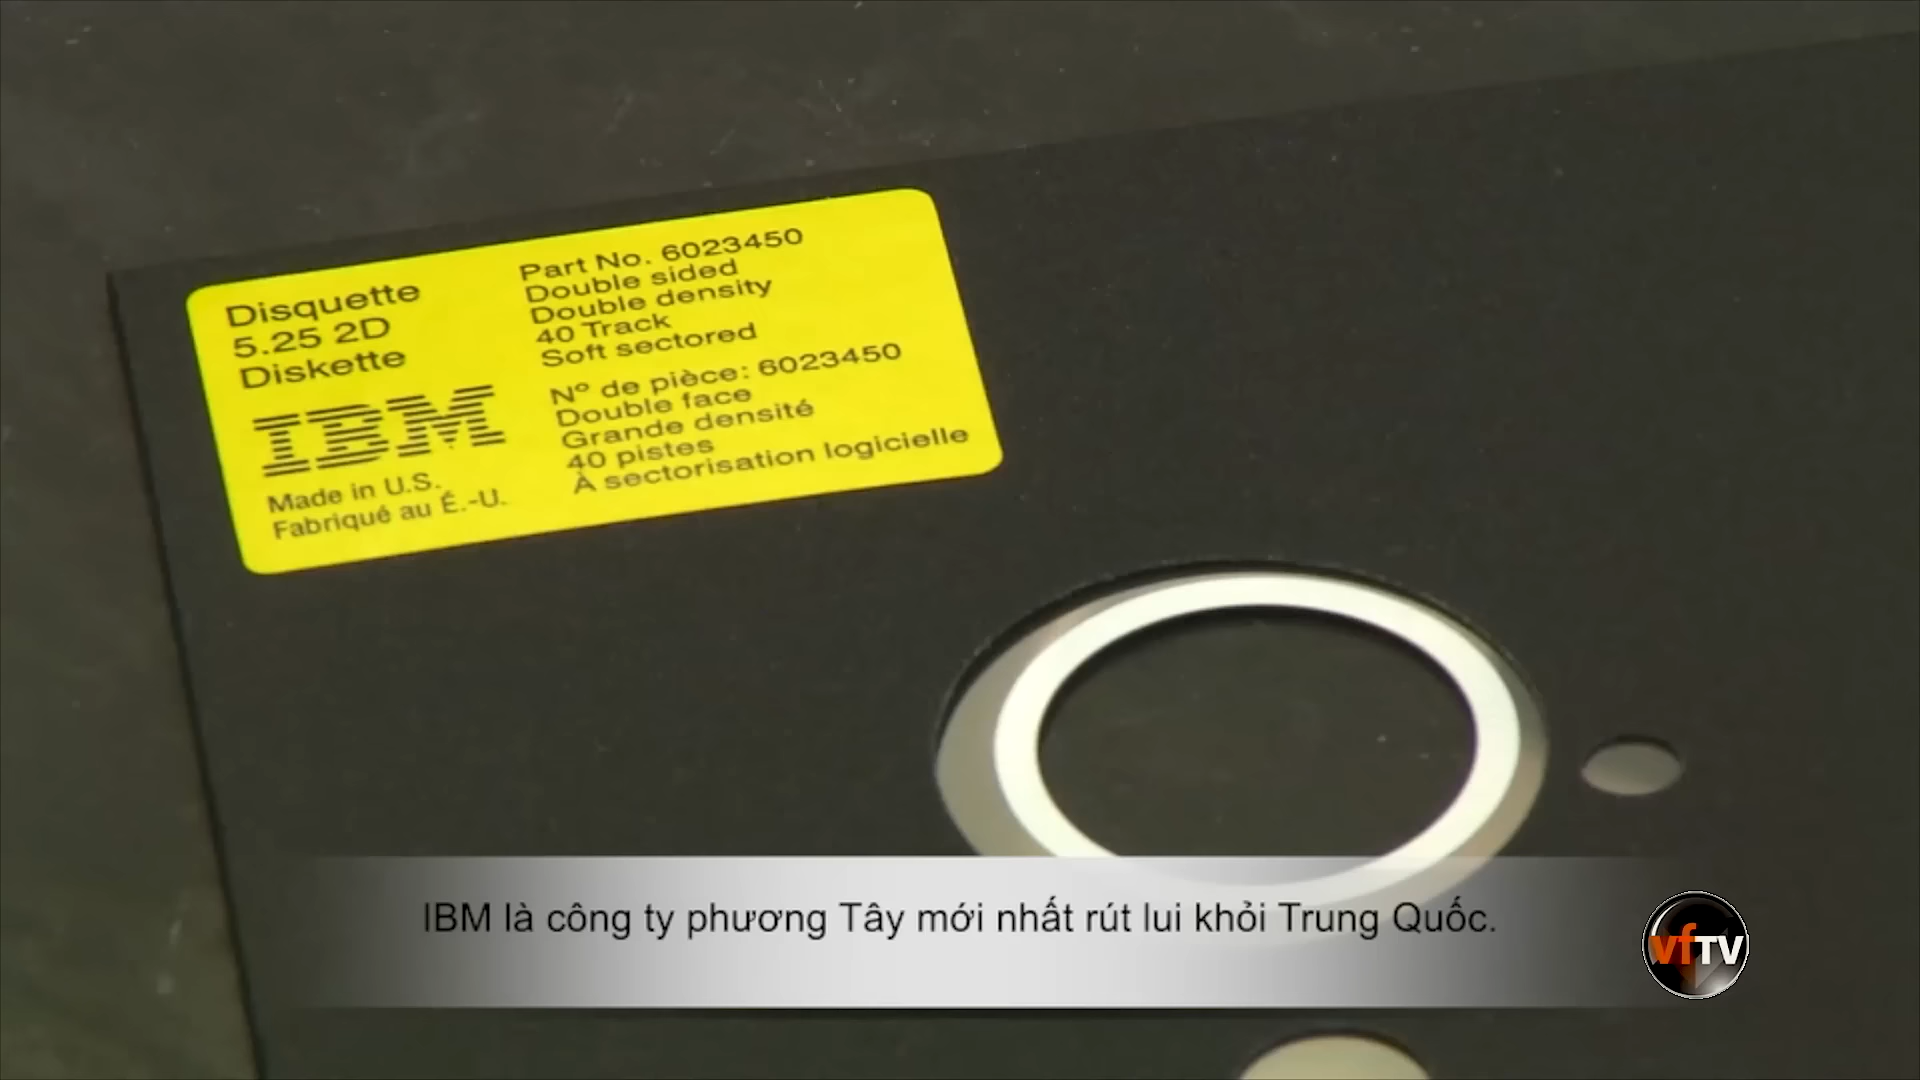 Disquette
5.25 2D
Diskette
IBM
Made in U.S.
Fabriqué au É.-U.
Part No. 6023450
Double sided
Double density
40 Track
Soft sectored
Nº de pièce: 6023450
Double face
Grande densité
40 pistes
À sectorisation logicielle
IBM là công ty phương Tây mới nhất rút lui khỏi Trung Quốc.
vfTV